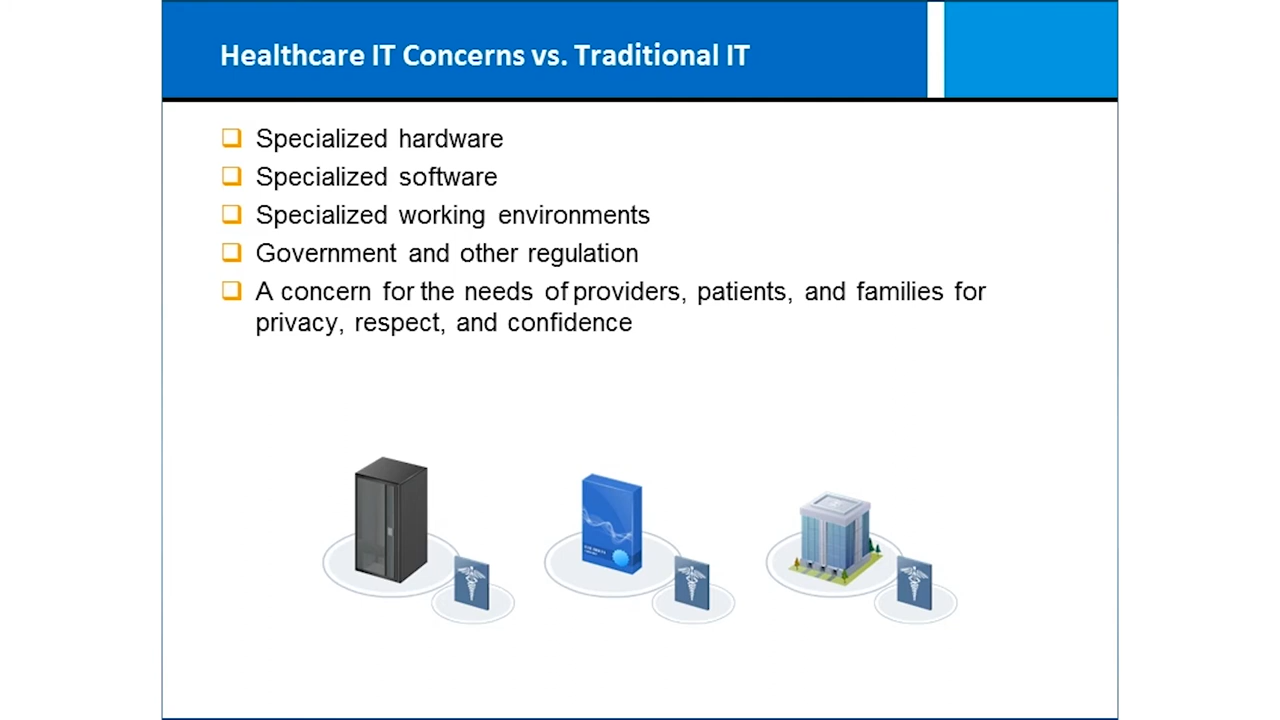 Healthcare IT Concerns vs. Traditional IT
Specialized hardware
Specialized software
Specialized working environments
Government and other regulation
A concern for the needs of providers, patients, and families for
privacy, respect, and confidence